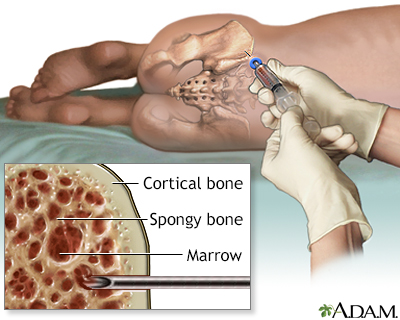 Cortical bone
Spongy bone
Marrow
A.D.A.M.